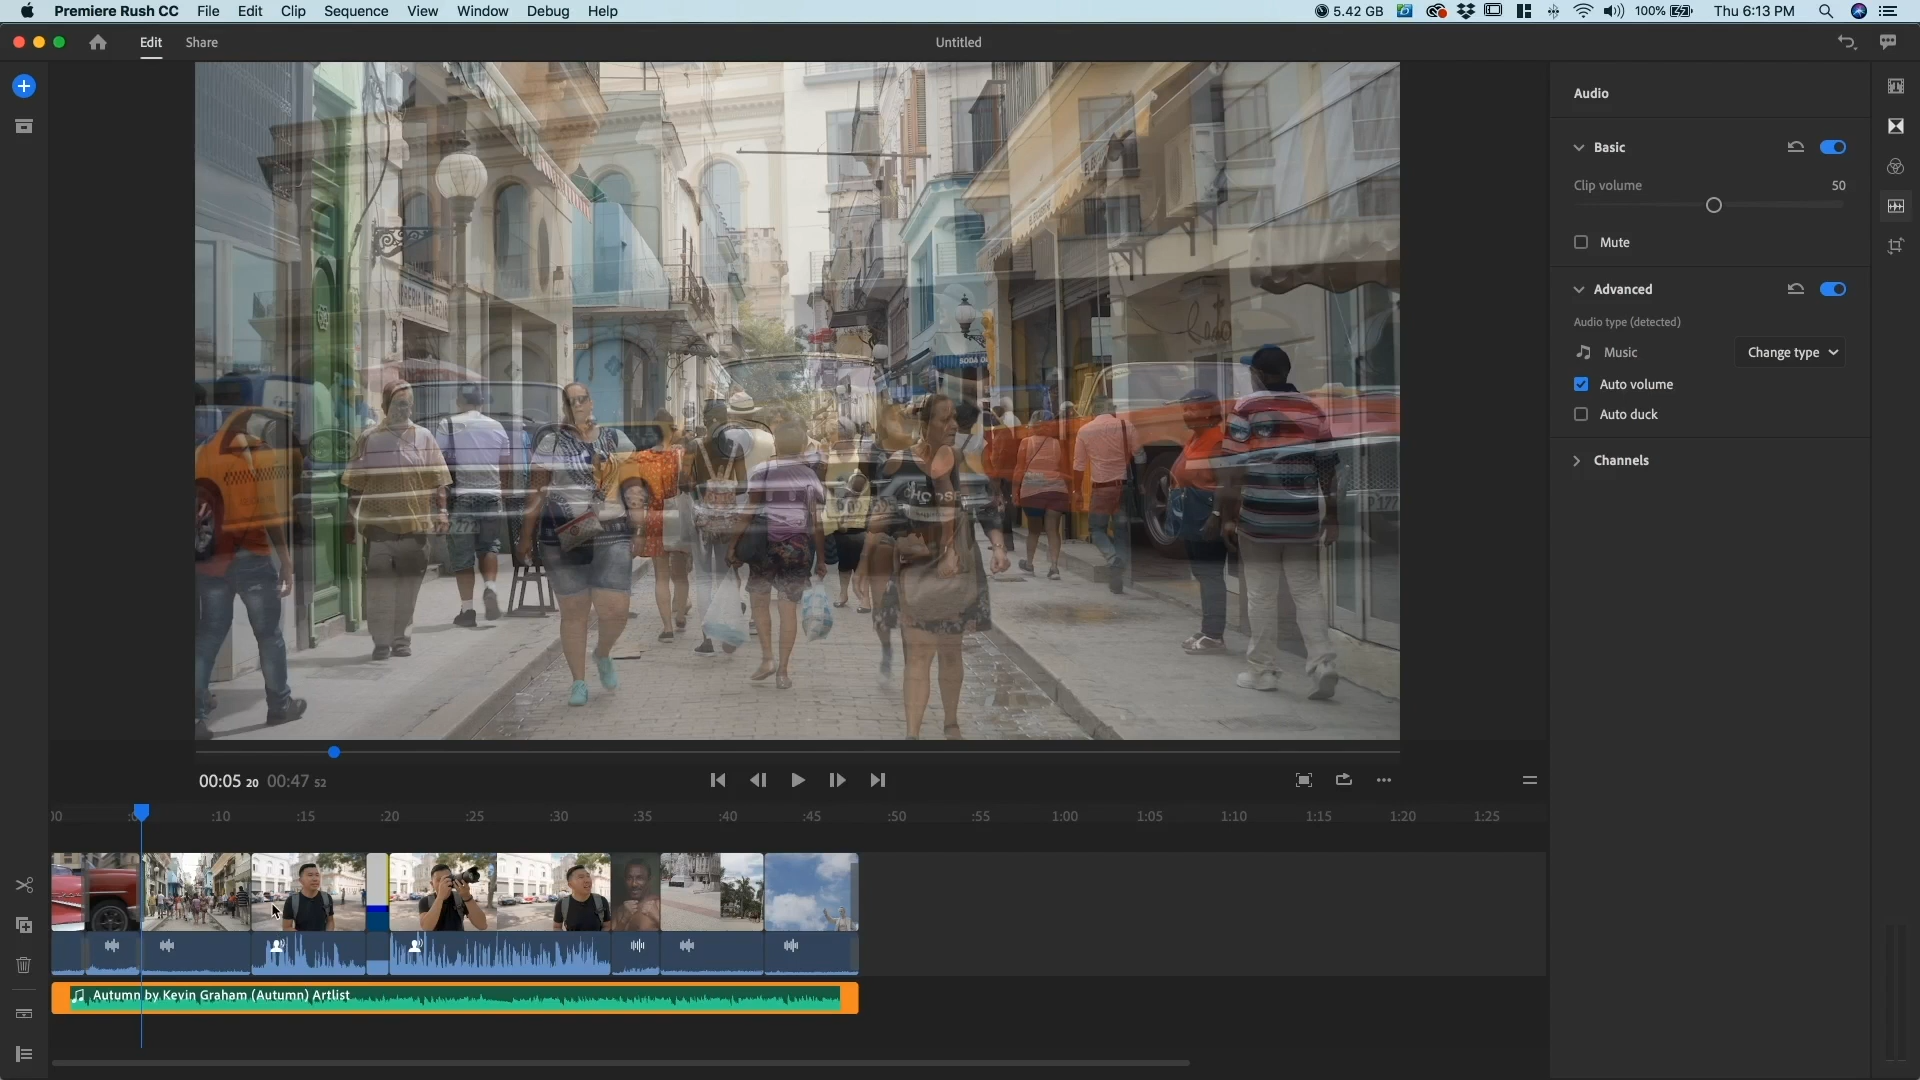 Premiere Rush CC File Edit Clip Sequence View Window Debug Help 5.42 GB 100% Thu 6:13 PM
Edit Share Untitled
Audio
Basic
Clip volume 50
Mute
Advanced
Audio type (detected)
Music Change type
Auto volume
Auto duck
Channels
SODA
CHOOSE
00:05 20 00:47 52
:10 :15 :20 :25 :30 :35 :40 :45 :50 :55 1:00 1:05 1:10 1:15 1:20 1:25
Autumn by Kevin Graham (Autumn) Artlist